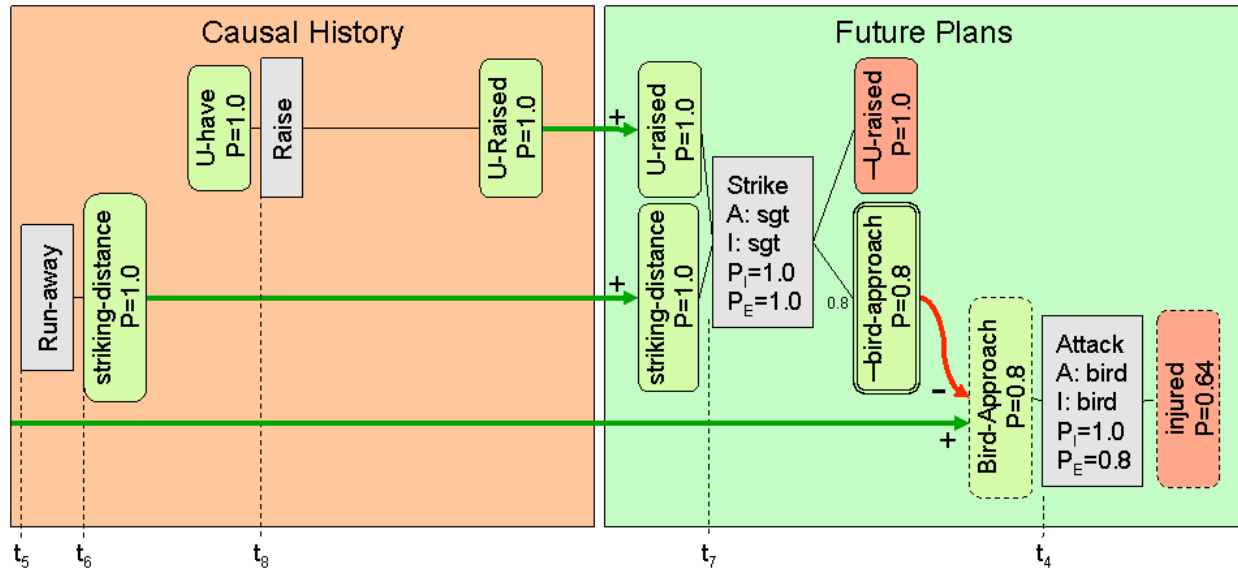 Causal History
Future Plans
U-have
P=1.0
Raise
U-Raised
P=1.0
+
U-raised
P=1.0
¬U-raised
P=1.0
Run-away
striking-distance
P=1.0
+
striking-distance
P=1.0
Strike
A: sgt
I: sgt
P_I=1.0
P_E=1.0
0.8
¬bird-approach
P=0.8
-
+
Bird-Approach
P=0.8
Attack
A: bird
I: bird
P_I=1.0
P_E=0.8
injured
P=0.64
t5
t6
t8
t7
t4